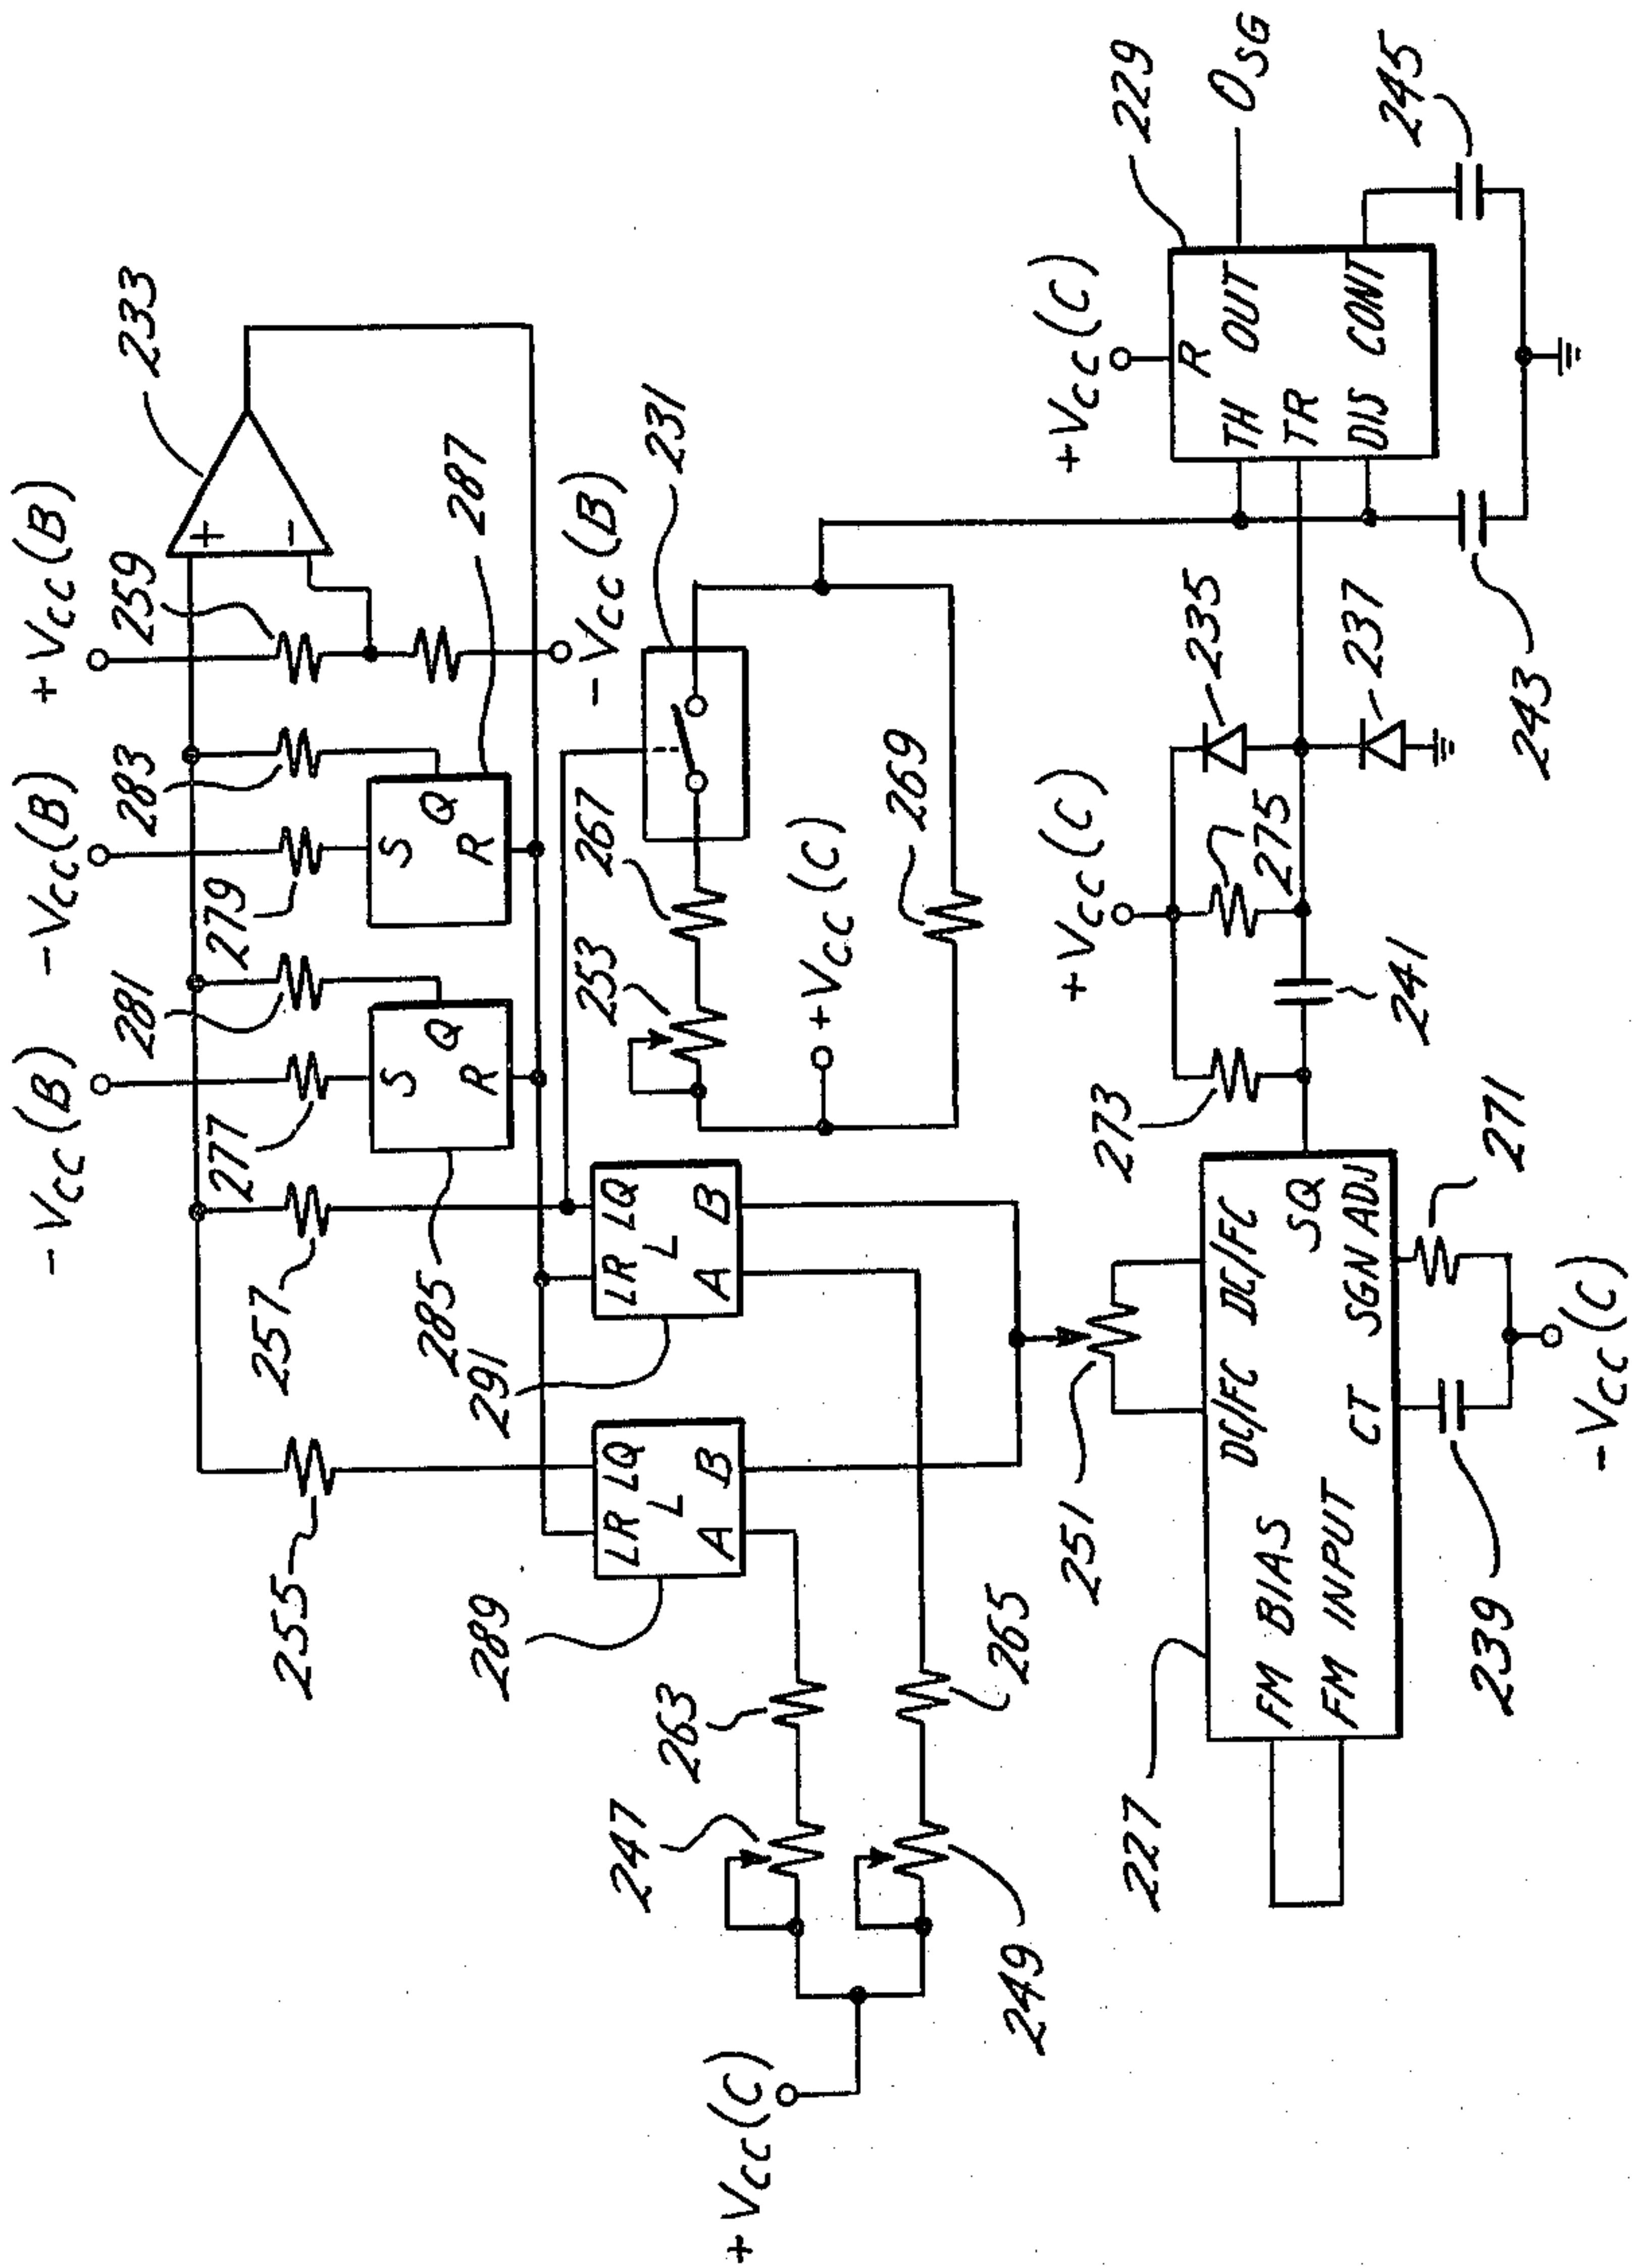 -Vcc(B)
-Vcc(B)
+Vcc(B)
233
281
283
259
277
279
+
-
255
257
S
Q
R
S
Q
R
287
285
-Vcc(B)
231
291
289
LR LQ
L
A B
LR LQ
L
A B
253
267
+Vcc(C)
269
247
263
+Vcc(C)
249
265
251
+Vcc(C)
+Vcc(C)
229
273
275
235
R
TH OUT
TR
DIS CONT
OSG
227
DC/FC DC/FC
FM BIAS
SQ
FM INPUT
CT SGN ADJ
241
237
243
245
239
271
-Vcc(C)